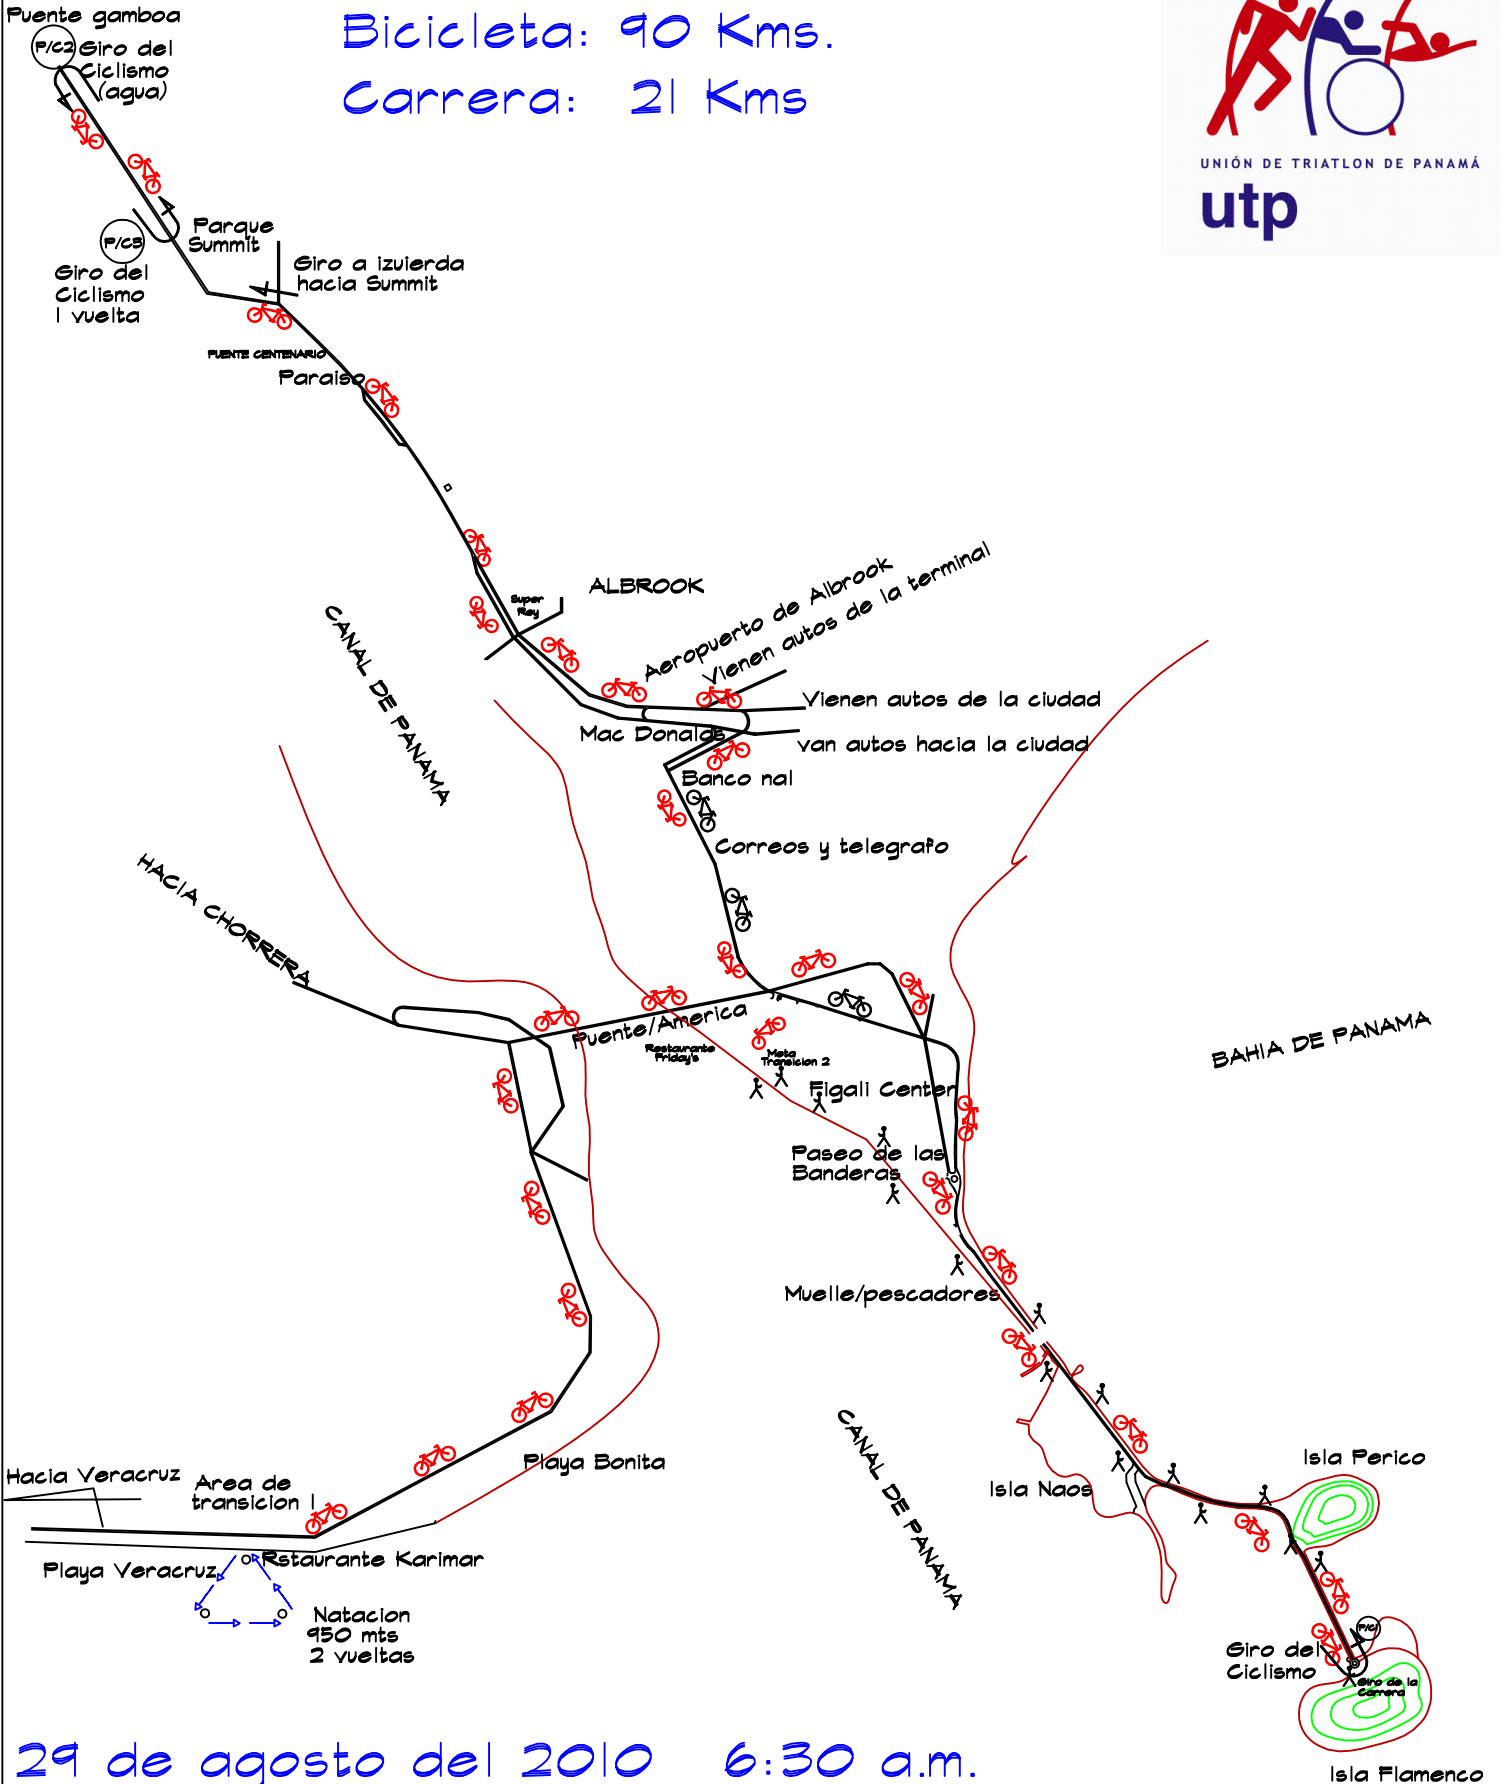 Puente gamboa
P/C2
Giro del
Ciclismo
(agua)
Bicicleta: 90 Kms.
Carrera: 21 Kms
UNIÓN DE TRIATLON DE PANAMÁ
utp
Parque
Summit
P/C3
Giro del
Ciclismo
1 vuelta
Giro a izuierda
hacia Summit
PUENTE CENTENARIO
Paraiso
Super
Rey
ALBROOK
Aeropuerto de Albrook
Vienen autos de la terminal
CANAL DE PANAMA
Vienen autos de la ciudad
Mac Donalds
van autos hacia la ciudad
Banco nal
Correos y telegrafo
HACIA CHORRERA
Puente/America
Restaurante
Friday's
Meta
Transicion 2
BAHIA DE PANAMA
Figali Center
Paseo de las
Banderas
Muelle/pescadores
CANAL DE PANAMA
Playa Bonita
Isla Perico
Hacia Veracruz
Area de
transicion 1
Isla Naos
Playa Veracruz
Rstaurante Karimar
Natacion
950 mts
2 vueltas
P/C1
Giro del
Ciclismo
Giro de la
Carrera
29 de agosto del 2010 6:30 a.m.
Isla Flamenco